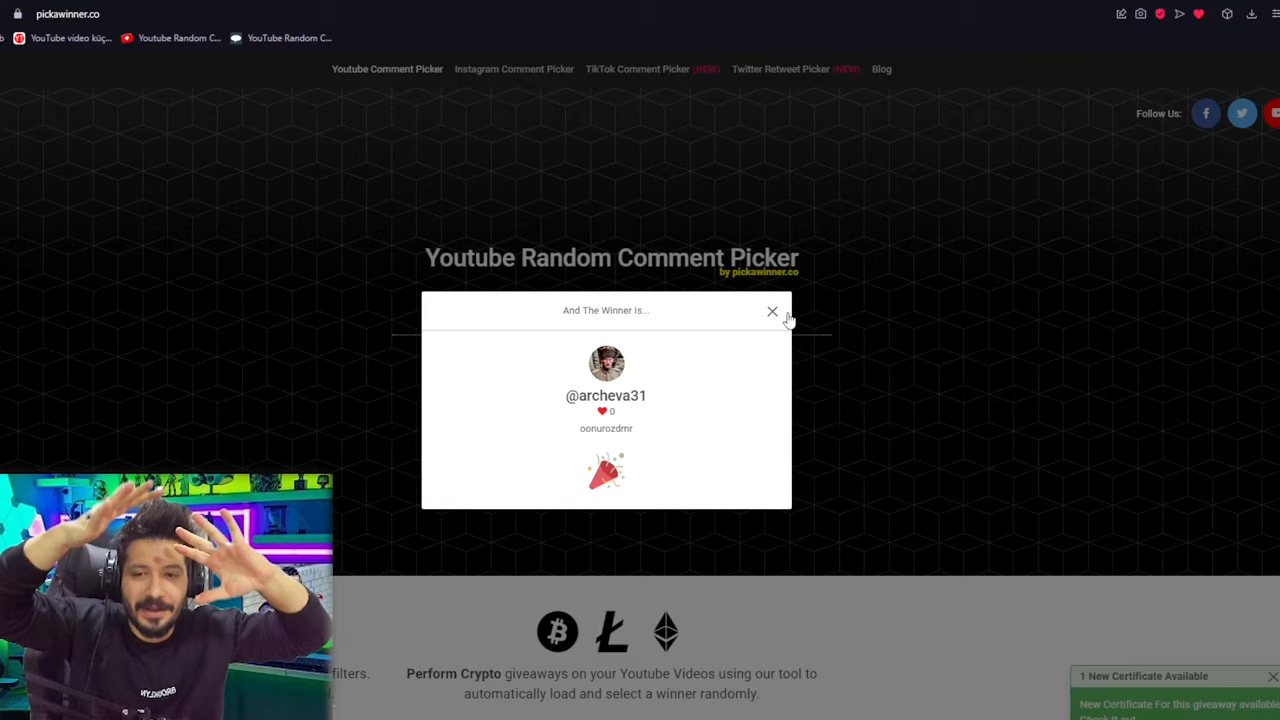 pickawinner.co
YouTube video küç...
YouTube Random C...
YouTube Random C...
Youtube Comment Picker
Instagram Comment Picker
TikTok Comment Picker (NEW)
Twitter Retweet Picker (NEW)
Blog
Follow Us:
Youtube Random Comment Picker
by pickawinner.co
And The Winner Is...
@archeva31
0
oonurozdmr
filters.
Perform Crypto giveaways on your Youtube Videos using our tool to
automatically load and select a winner randomly.
1 New Certificate Available
New Certificate For this giveaway available
Check it out